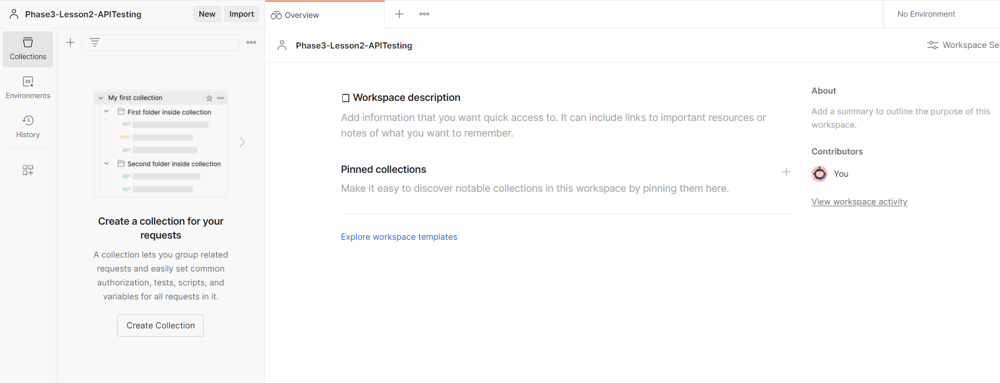 Phase3-Lesson2-APITesting
New
Import
Overview
No Environment
Collections
Environments
History
My first collection
First folder inside collection
GET
POST
GET
Second folder inside collection
GET
GET
Create a collection for your
requests
A collection lets you group related
requests and easily set common
authorization, tests, scripts, and
variables for all requests in it.
Create Collection
Phase3-Lesson2-APITesting
Workspace Se
Workspace description
Add information that you want quick access to. It can include links to important resources or
notes of what you want to remember.
Pinned collections
Make it easy to discover notable collections in this workspace by pinning them here.
Explore workspace templates
About
Add a summary to outline the purpose of this
workspace.
Contributors
You
View workspace activity